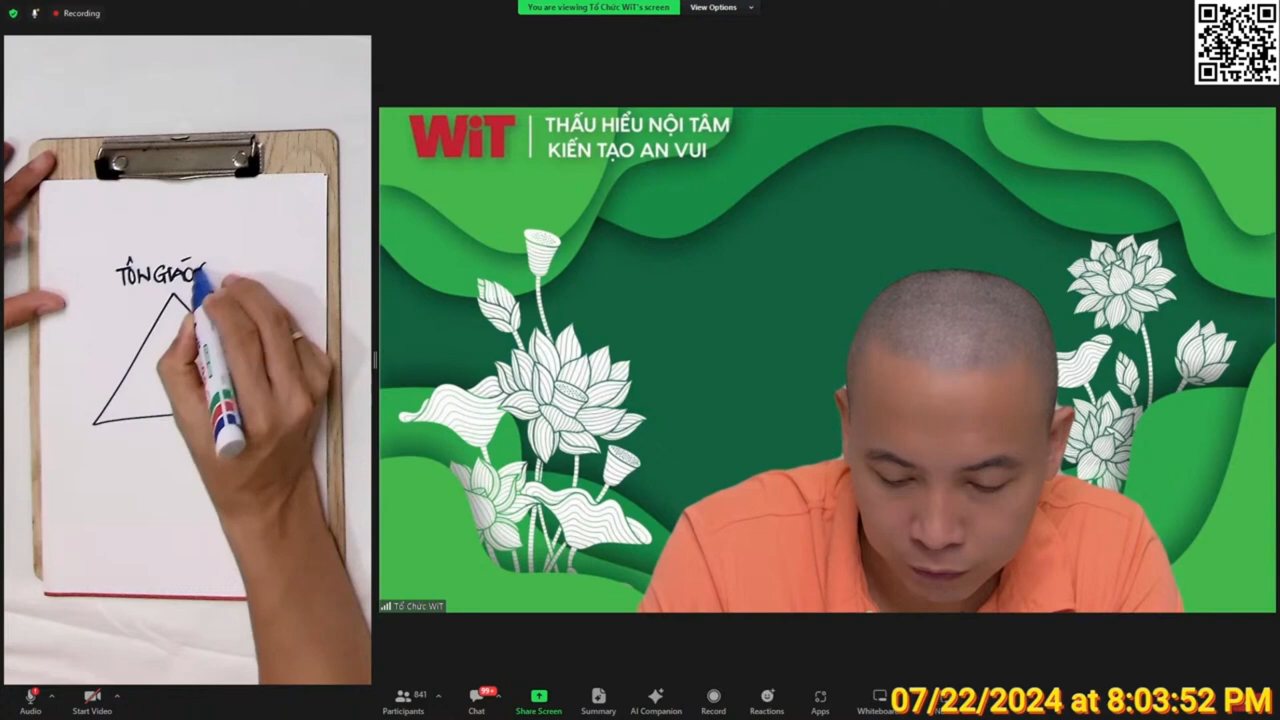 Recording
You are viewing Tổ Chức WiT's screen
View Options
WiT
THẤU HIỂU NỘI TÂM
KIẾN TẠO AN VUI
TÔN GIÁO
Tổ Chức WiT
Audio
Start Video
841
Participants
99+
Chat
Share Screen
Summary
AI Companion
Record
Reactions
Apps
07/22/2024 at 8:03:52 PM